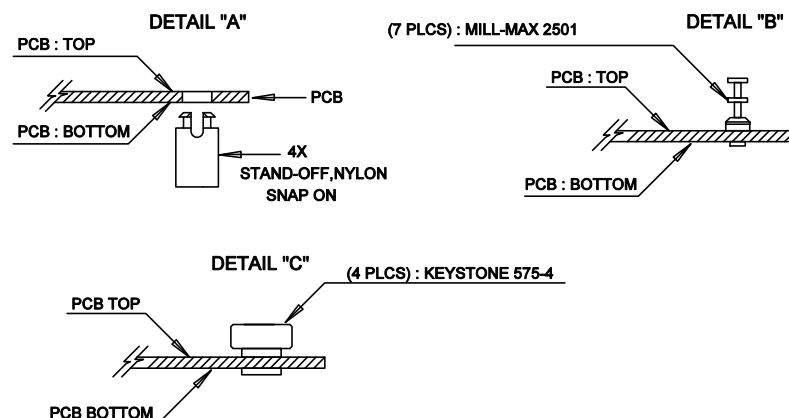 DETAIL "A"
PCB : TOP
PCB
PCB : BOTTOM
4X
STAND-OFF,NYLON
SNAP ON
DETAIL "B"
(7 PLCS) : MILL-MAX 2501
PCB : TOP
PCB : BOTTOM
DETAIL "C"
(4 PLCS) : KEYSTONE 575-4
PCB TOP
PCB BOTTOM